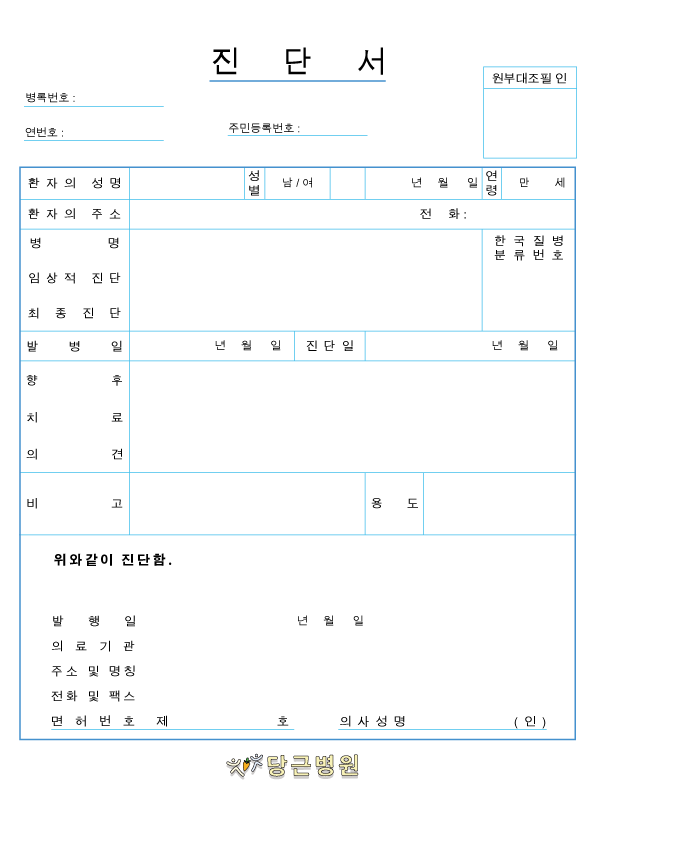 진 단 서
원부대조필 인
병록번호 :
연번호 :
주민등록번호 :
환 자 의 성 명 성별 남 / 여 년 월 일 연령 만 세
환 자 의 주 소 전 화 :
병 명 한 국 질 병
분 류 번 호
임 상 적 진 단
최 종 진 단
발 병 일 년 월 일 진 단 일 년 월 일
향 후
치 료
의 견
비 고 용 도
위와같이 진단함.
발 행 일 년 월 일
의 료 기 관
주소 및 명칭
전화 및 팩스
면 허 번 호 제 호 의 사 성 명 ( 인 )
당근병원